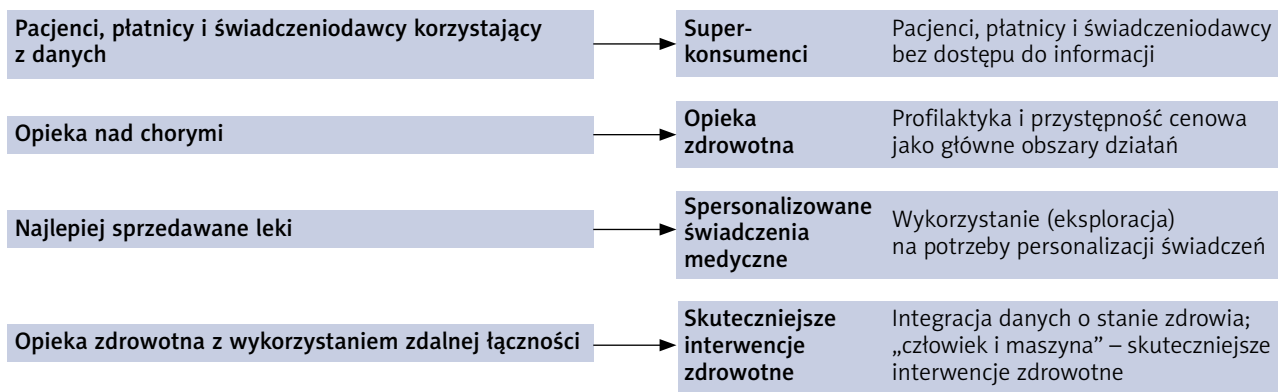 Pacjenci, płatnicy i świadczeniodawcy korzystający
z danych
Super-
konsumenci
Pacjenci, płatnicy i świadczeniodawcy
bez dostępu do informacji
Opieka nad chorymi
Opieka
zdrowotna
Profilaktyka i przystępność cenowa
jako główne obszary działań
Najlepiej sprzedawane leki
Spersonalizowane
świadczenia
medyczne
Wykorzystanie (eksploracja)
na potrzeby personalizacji świadczeń
Opieka zdrowotna z wykorzystaniem zdalnej łączności
Skuteczniejsze
interwencje
zdrowotne
Integracja danych o stanie zdrowia;
„człowiek i maszyna” – skuteczniejsze
interwencje zdrowotne